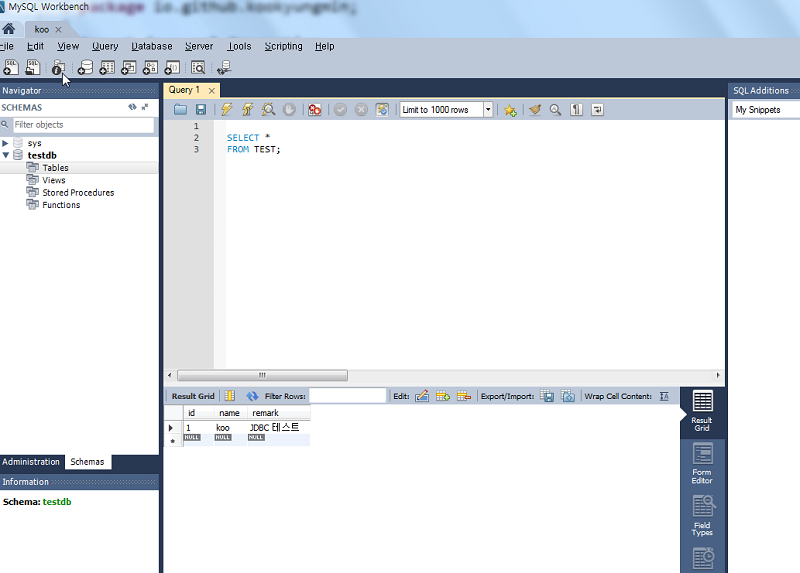 MySQL Workbench
package io.github.kookyungmin;
koo
File Edit View Query Database Server Tools Scripting Help
Navigator
SCHEMAS
Filter objects
sys
testdb
Tables
Views
Stored Procedures
Functions
Administration Schemas
Information
Schema: testdb
Query 1
Limit to 1000 rows
1
2 SELECT *
3 FROM TEST;
Result Grid Filter Rows: Edit: Export/Import: Wrap Cell Content:
id name remark
1 koo JDBC 테스트
NULL NULL NULL
Result
Grid
Form
Editor
Field
Types
SQL Additions
My Snippets